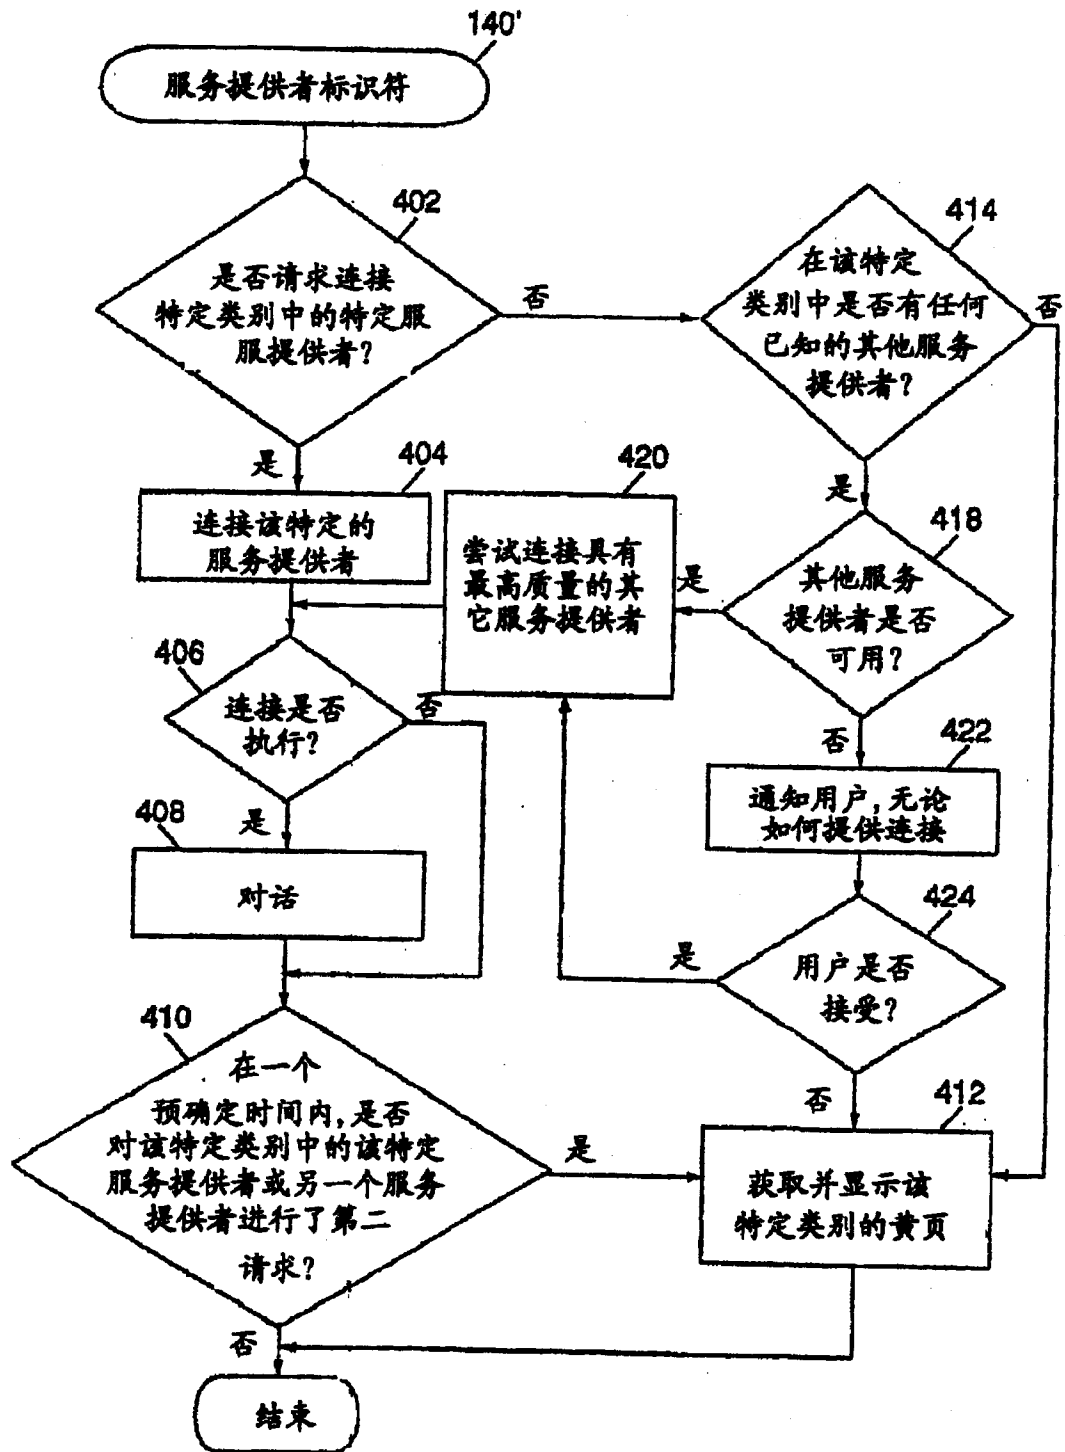 140'
服务提供者标识符
402
是否请求连接
特定类别中的特定服
服提供者？
否
是
414
在该特定
类别中是否有任何
已知的其他服务
提供者？
否
是
404
连接该特定的
服务提供者
420
尝试连接具有
最高质量的其
它服务提供者
是
418
其他服务
提供者是否
可用？
否
406
连接是否
执行？
否
是
422
通知用户，无论
如何提供连接
408
对话
424
用户是否
接受？
是
否
410
在一个
预确定时间内，是否
对该特定类别中的该特定
服务提供者或另一个服务
提供者进行了第二
请求？
是
否
412
获取并显示该
特定类别的黄页
结束